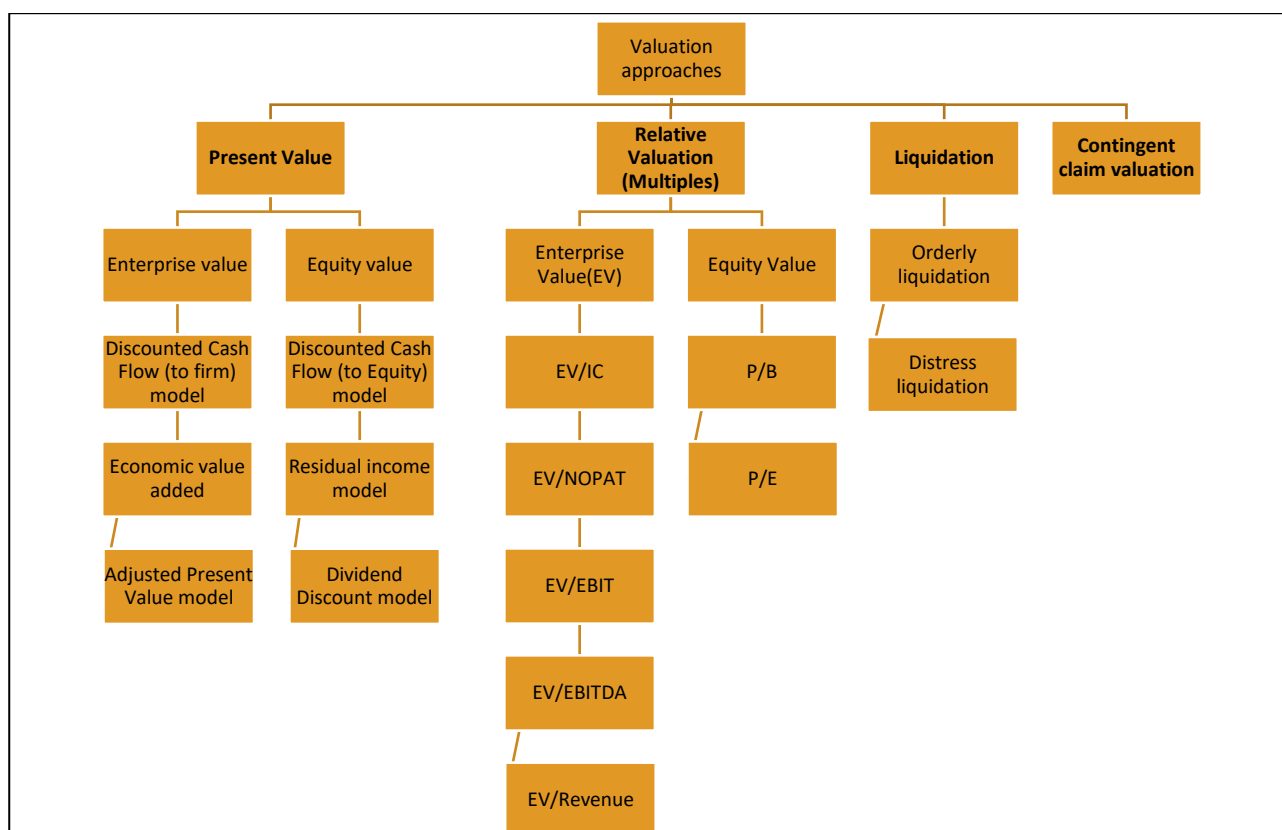 Valuation
approaches
Present Value
Relative
Valuation
(Multiples)
Liquidation
Contingent
claim valuation
Enterprise value
Equity value
Enterprise
Value(EV)
Equity Value
Orderly
liquidation
Discounted Cash
Flow (to firm)
model
Discounted Cash
Flow (to Equity)
model
EV/IC
P/B
Distress
liquidation
Economic value
added
Residual income
model
EV/NOPAT
P/E
Adjusted Present
Value model
Dividend
Discount model
EV/EBIT
EV/EBITDA
EV/Revenue